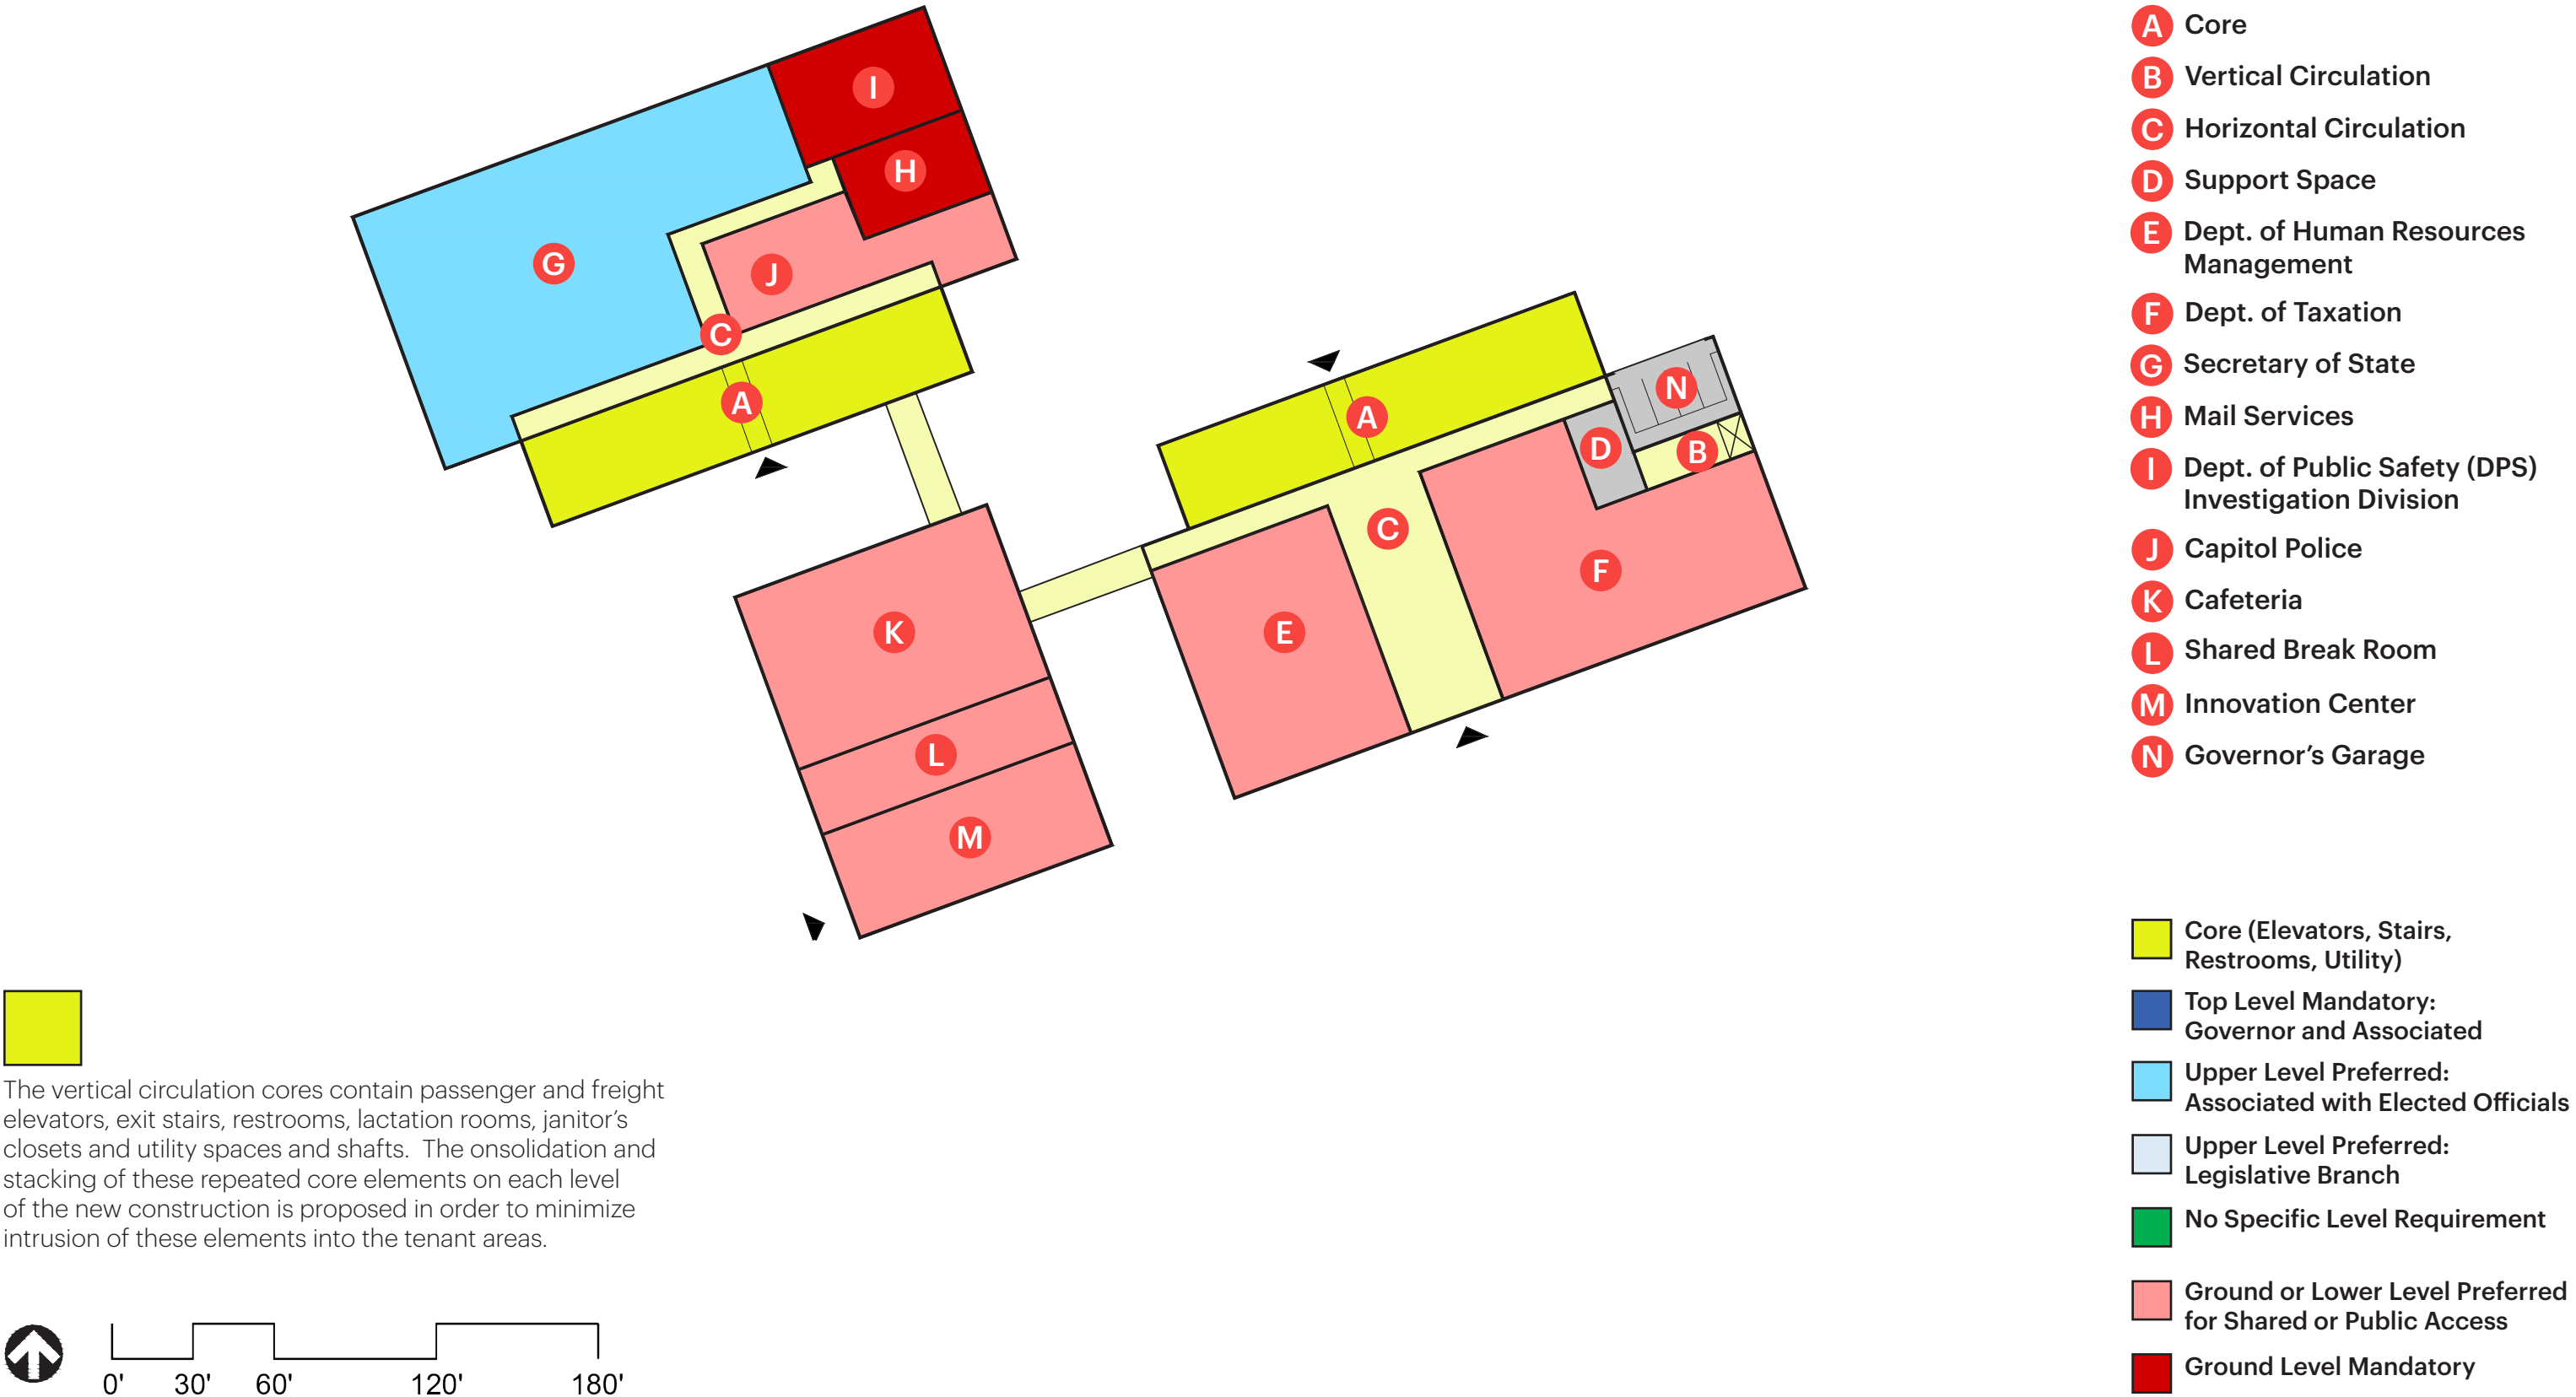 I
H
G
J
C
A
A
N
D
B
C
F
K
E
L
M
A Core
B Vertical Circulation
C Horizontal Circulation
D Support Space
E Dept. of Human Resources
Management
F Dept. of Taxation
G Secretary of State
H Mail Services
I Dept. of Public Safety (DPS)
Investigation Division
J Capitol Police
K Cafeteria
L Shared Break Room
M Innovation Center
N Governor’s Garage
Core (Elevators, Stairs,
Restrooms, Utility)
Top Level Mandatory:
Governor and Associated
Upper Level Preferred:
Associated with Elected Officials
Upper Level Preferred:
Legislative Branch
No Specific Level Requirement
Ground or Lower Level Preferred
for Shared or Public Access
Ground Level Mandatory
The vertical circulation cores contain passenger and freight
elevators, exit stairs, restrooms, lactation rooms, janitor’s
closets and utility spaces and shafts.  The onsolidation and
stacking of these repeated core elements on each level
of the new construction is proposed in order to minimize
intrusion of these elements into the tenant areas.
0' 30' 60' 120' 180'